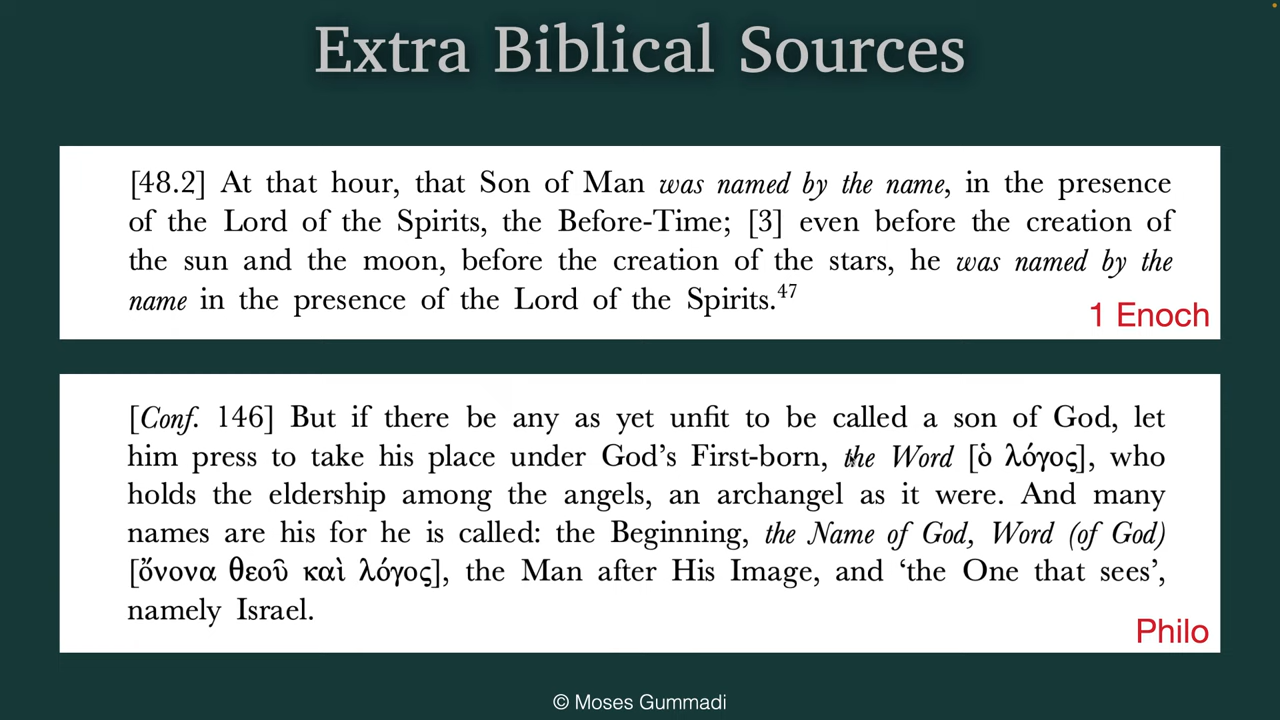 Extra Biblical Sources
[48.2] At that hour, that Son of Man was named by the name, in the presence
of the Lord of the Spirits, the Before-Time; [3] even before the creation of
the sun and the moon, before the creation of the stars, he was named by the
name in the presence of the Lord of the Spirits.47
1 Enoch
[Conf. 146] But if there be any as yet unfit to be called a son of God, let
him press to take his place under God’s First-born, the Word [ὁ λόγος], who
holds the eldership among the angels, an archangel as it were. And many
names are his for he is called: the Beginning, the Name of God, Word (of God)
[ὄνονα θεοῦ καὶ λόγος], the Man after His Image, and ‘the One that sees’,
namely Israel.
Philo
© Moses Gummadi